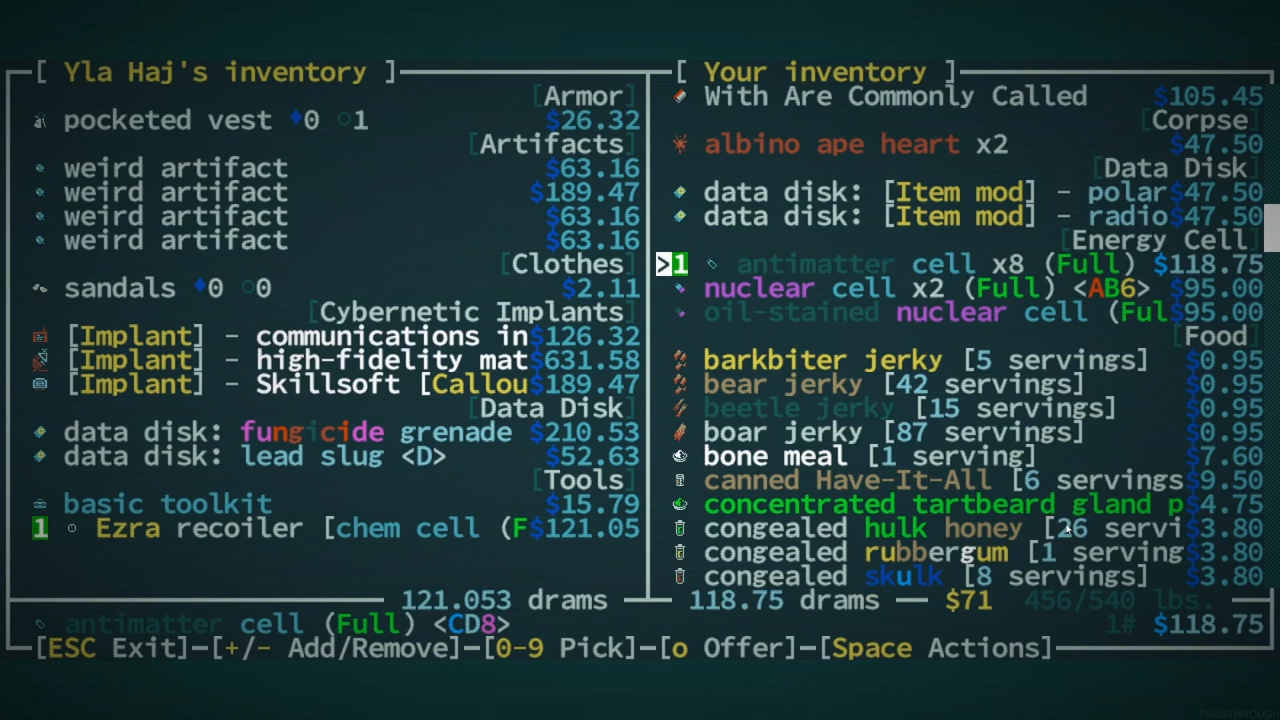 [ Yla Haj's inventory ]
[Armor]
pocketed vest ♦0 ○1 $26.32
[Artifacts]
weird artifact $63.16
weird artifact $189.47
weird artifact $63.16
weird artifact $63.16
[Clothes]
sandals ♦0 ○0 $2.11
[Cybernetic Implants]
[Implant] - communications in $126.32
[Implant] - high-fidelity mat $631.58
[Implant] - Skillsoft [Callou $189.47
[Data Disk]
data disk: fungicide grenade $210.53
data disk: lead slug <D> $52.63
[Tools]
basic toolkit $15.79
1 Ezra recoiler [chem cell (F $121.05
121.053 drams
[ Your inventory ]
With Are Commonly Called $105.45
[Corpse]
albino ape heart x2 $47.50
[Data Disk]
data disk: [Item mod] - polar $47.50
data disk: [Item mod] - radio $47.50
[Energy Cell]
>1 antimatter cell x8 (Full) $118.75
nuclear cell x2 (Full) <AB6> $95.00
oil-stained nuclear cell (Ful $95.00
[Food]
barkbiter jerky [5 servings] $0.95
bear jerky [42 servings] $0.95
beetle jerky [15 servings] $0.95
boar jerky [87 servings] $0.95
bone meal [1 serving] $7.60
canned Have-It-All [6 servings $9.50
concentrated tartbeard gland p $4.75
congealed hulk honey [26 servi $3.80
congealed rubbergum [1 serving $3.80
congealed skulk [8 servings] $3.80
118.75 drams — $71 456/540 lbs.
antimatter cell (Full) <CD8> 1# $118.75
[ESC Exit]—[+/- Add/Remove]—[0-9 Pick]—[o Offer]—[Space Actions]